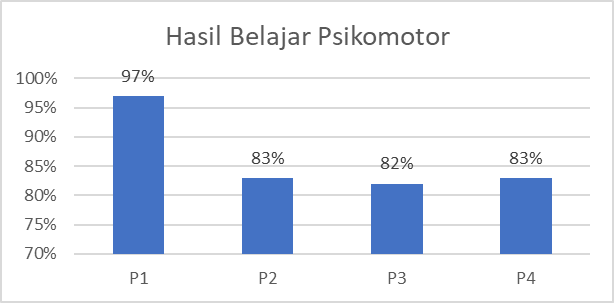 Hasil Belajar Psikomotor
100%
95%
90%
85%
80%
75%
70%
97%
83%
82%
83%
P1
P2
P3
P4